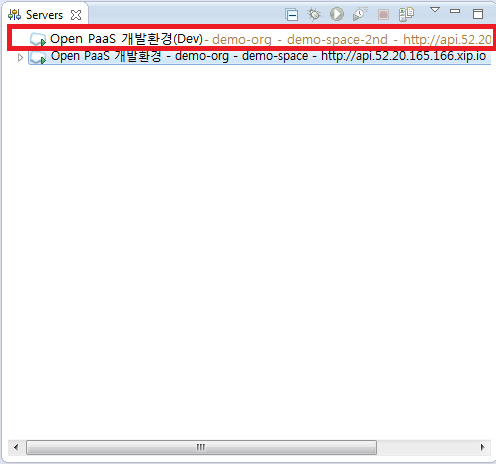 Servers
Open PaaS 개발환경(Dev) - demo-org - demo-space-2nd - http://api.52.20
Open PaaS 개발환경 - demo-org - demo-space - http://api.52.20.165.166.xip.io